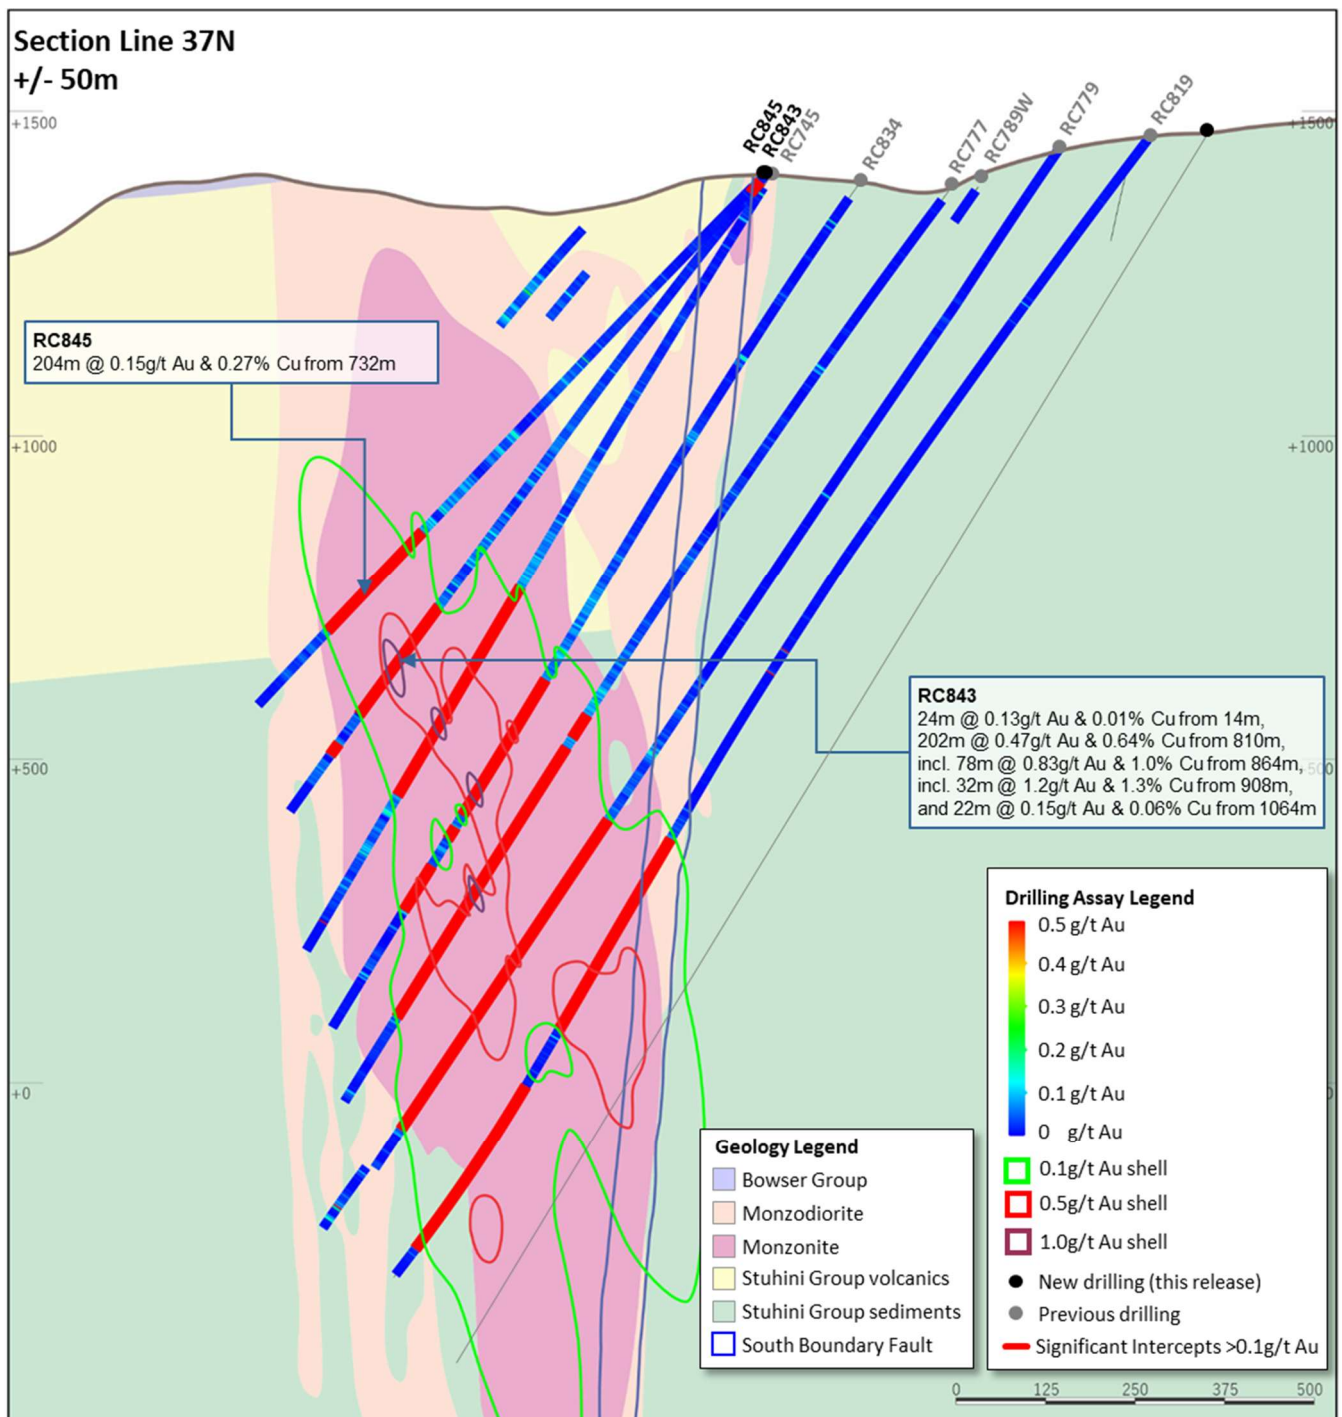 Section Line 37N
+/- 50m
RC845
RC843
RC745
RC834
RC777
RC789W
RC779
RC819
+1500
+1500
RC845
204m @ 0.15g/t Au & 0.27% Cu from 732m
+1000
+1000
RC843
24m @ 0.13g/t Au & 0.01% Cu from 14m,
202m @ 0.47g/t Au & 0.64% Cu from 810m,
incl. 78m @ 0.83g/t Au & 1.0% Cu from 864m,
incl. 32m @ 1.2g/t Au & 1.3% Cu from 908m,
and 22m @ 0.15g/t Au & 0.06% Cu from 1064m
+500
Drilling Assay Legend
0.5 g/t Au
0.4 g/t Au
0.3 g/t Au
0.2 g/t Au
0.1 g/t Au
0 g/t Au
0.1g/t Au shell
0.5g/t Au shell
1.0g/t Au shell
New drilling (this release)
Previous drilling
Significant Intercepts >0.1g/t Au
+0
Geology Legend
Bowser Group
Monzodiorite
Monzonite
Stuhini Group volcanics
Stuhini Group sediments
South Boundary Fault
0 125 250 375 500